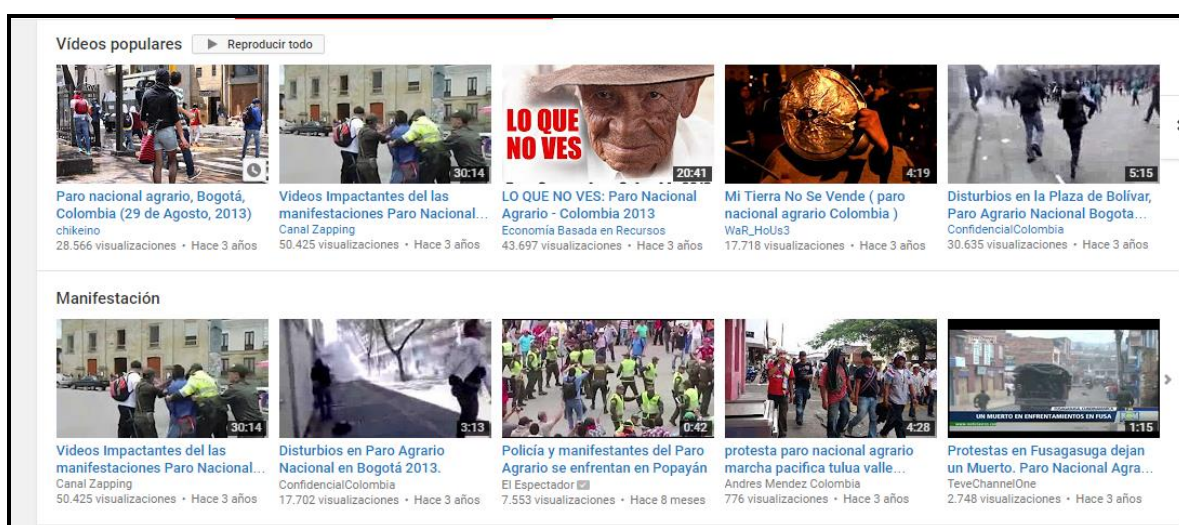 Vídeos populares Reproducir todo
LO QUE
NO VES
30:14
20:41
4:19
5:15
Paro nacional agrario, Bogotá,
Colombia (29 de Agosto, 2013)
chikeino
28.566 visualizaciones • Hace 3 años
Videos Impactantes del las
manifestaciones Paro Nacional...
Canal Zapping
50.425 visualizaciones • Hace 3 años
LO QUE NO VES: Paro Nacional
Agrario - Colombia 2013
Economía Basada en Recursos
43.697 visualizaciones • Hace 3 años
Mi Tierra No Se Vende ( paro
nacional agrario Colombia )
WaR_HoUs3
17.718 visualizaciones • Hace 3 años
Disturbios en la Plaza de Bolívar,
Paro Agrario Nacional Bogota...
ConfidencialColombia
30.635 visualizaciones • Hace 3 años
Manifestación
30:14
3:13
0:42
4:28
UN MUERTO EN ENFRENTAMIENTOS EN FUSA
1:15
Videos Impactantes del las
manifestaciones Paro Nacional...
Canal Zapping
50.425 visualizaciones • Hace 3 años
Disturbios en Paro Agrario
Nacional en Bogotá 2013.
ConfidencialColombia
17.702 visualizaciones • Hace 3 años
Policía y manifestantes del Paro
Agrario se enfrentan en Popayán
El Espectador
7.553 visualizaciones • Hace 8 meses
protesta paro nacional agrario
marcha pacifica tulua valle...
Andres Mendez Colombia
776 visualizaciones • Hace 3 años
Protestas en Fusagasuga dejan
un Muerto. Paro Nacional Agra...
TeveChannelOne
2.748 visualizaciones • Hace 3 años